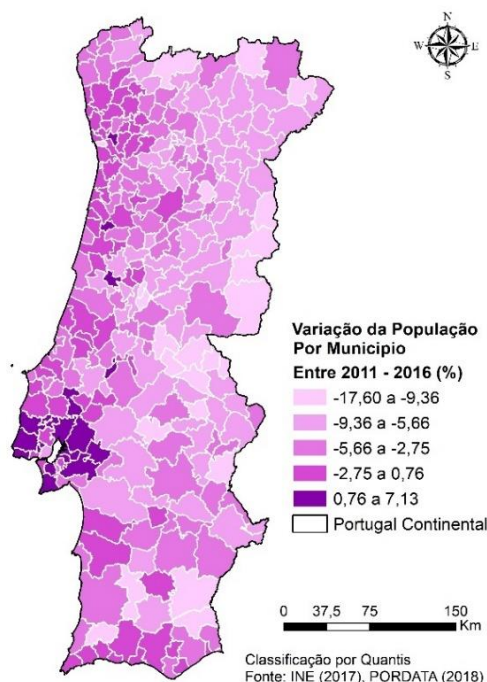 N
W E
S
Variação da População
Por Municipio
Entre 2011 - 2016 (%)
-17,60 a -9,36
-9,36 a -5,66
-5,66 a -2,75
-2,75 a 0,76
0,76 a 7,13
Portugal Continental
0 37,5 75 150
Km
Classificação por Quantis
Fonte: INE (2017), PORDATA (2018)